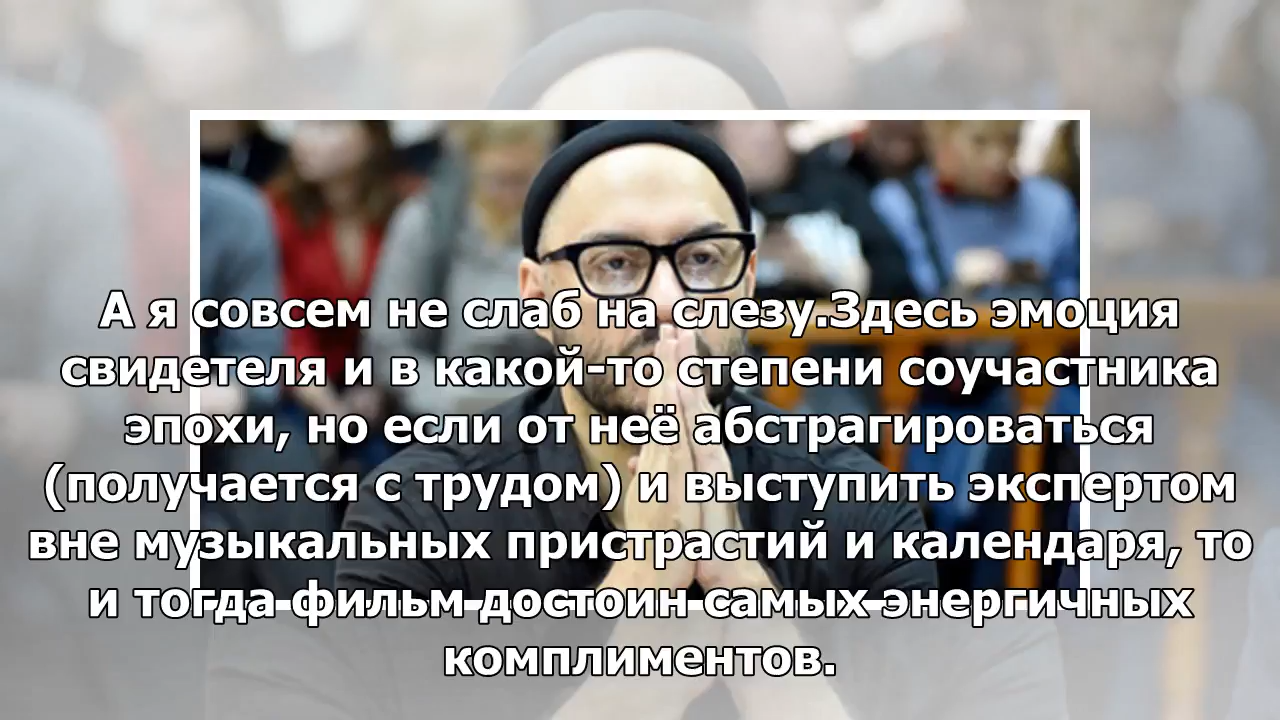 А я совсем не слаб на слезу.Здесь эмоция
свидетеля и в какой-то степени соучастника
эпохи, но если от неё абстрагироваться
(получается с трудом) и выступить экспертом
вне музыкальных пристрастий и календаря, то
и тогда фильм достоин самых энергичных
комплиментов.